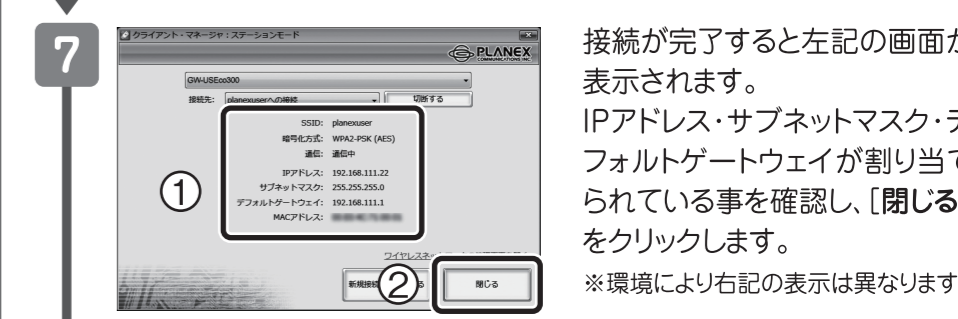 7
クライアント・マネージャ：ステーションモード
PLANEX
COMMUNICATIONS INC.
GW-USEco300
接続先: planexuserへの接続 切断する
SSID: planexuser
暗号化方式: WPA2-PSK (AES)
通信: 通信中
IPアドレス: 192.168.111.22
サブネットマスク: 255.255.255.0
デフォルトゲートウェイ: 192.168.111.1
MACアドレス:
①
ワイヤレスネ
新規接続 ② る 閉じる
接続が完了すると左記の画面が
表示されます。
IPアドレス・サブネットマスク・デ
フォルトゲートウェイが割り当て
られている事を確認し、[閉じる
をクリックします。
※環境により右記の表示は異なります